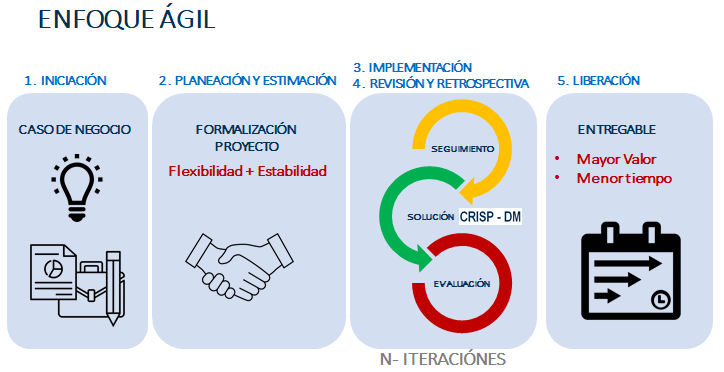 ENFOQUE ÁGIL
1. INICIACIÓN
CASO DE NEGOCIO
2. PLANEACIÓN Y ESTIMACIÓN
FORMALIZACIÓN
PROYECTO
Flexibilidad + Estabilidad
3. IMPLEMENTACIÓN
4. REVISIÓN Y RETROSPECTIVA
SEGUIMIENTO
SOLUCIÓN CRISP - DM
EVALUACIÓN
N- ITERACIÓNES
5. LIBERACIÓN
ENTREGABLE
• Mayor Valor
• Menor tiempo